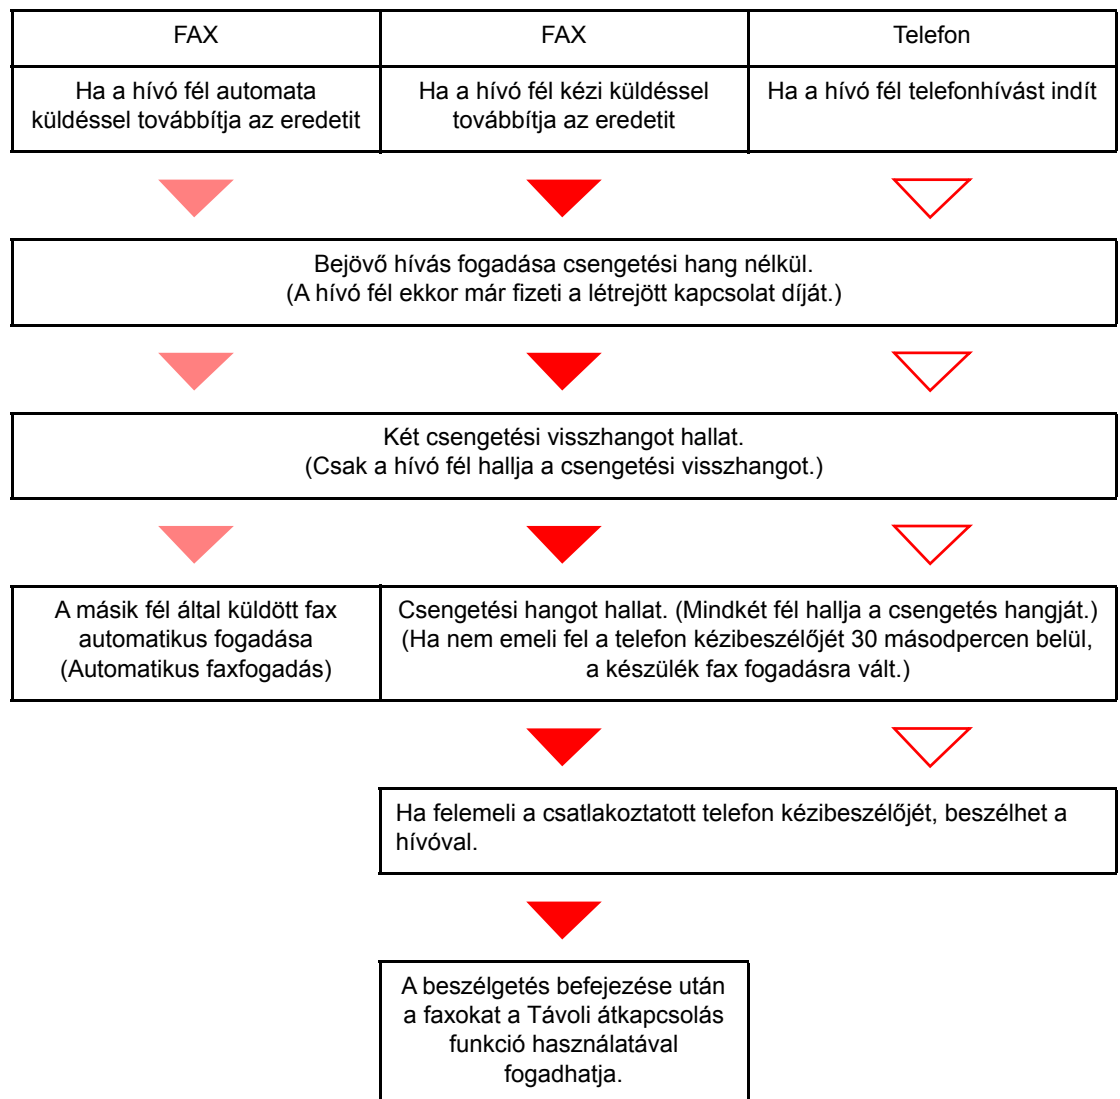 FAX
FAX
Telefon
Ha a hívó fél automata
küldéssel továbbítja az eredetit
Ha a hívó fél kézi küldéssel
továbbítja az eredetit
Ha a hívó fél telefonhívást indít
Bejövő hívás fogadása csengetési hang nélkül.
(A hívó fél ekkor már fizeti a létrejött kapcsolat díját.)
Két csengetési visszhangot hallat.
(Csak a hívó fél hallja a csengetési visszhangot.)
A másik fél által küldött fax
automatikus fogadása
(Automatikus faxfogadás)
Csengetési hangot hallat. (Mindkét fél hallja a csengetés hangját.)
(Ha nem emeli fel a telefon kézibeszélőjét 30 másodpercen belül,
a készülék fax fogadásra vált.)
Ha felemeli a csatlakoztatott telefon kézibeszélőjét, beszélhet a
hívóval.
A beszélgetés befejezése után
a faxokat a Távoli átkapcsolás
funkció használatával
fogadhatja.